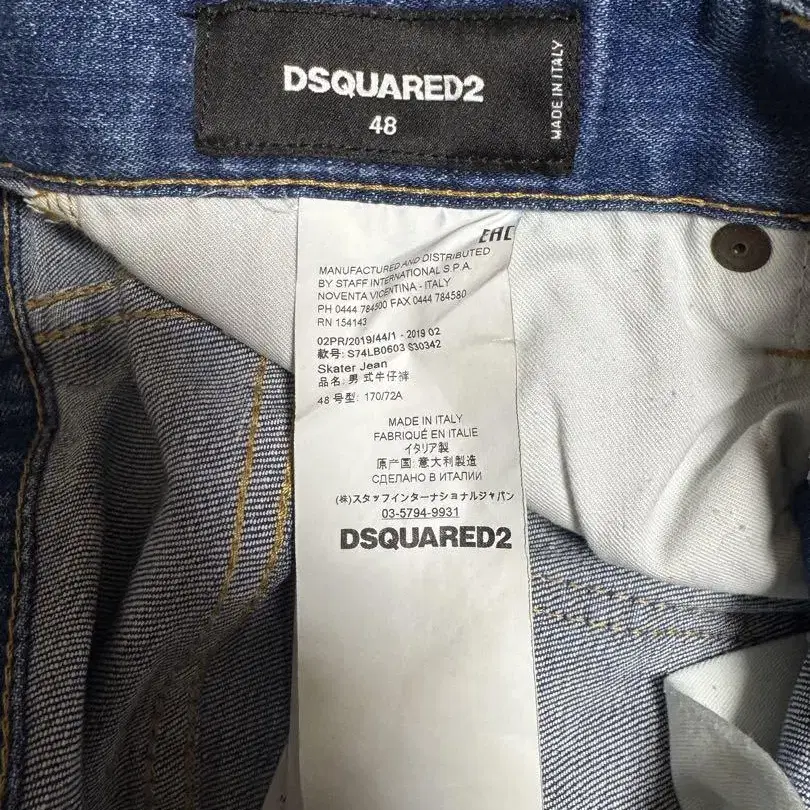 DSQUARED2
48
MADE IN ITALY
EAC
MANUFACTURED AND DISTRIBUTED
BY STAFF INTERNATIONAL S.P.A.
NOVENTA VICENTINA - ITALY
PH 0444 784500 FAX 0444 784580
RN 154143
02PR/2019/44/1 - 2019 02
款号: S74LB0603 S30342
Skater Jean
品名: 男式牛仔裤
48 号型: 170/72A
MADE IN ITALY
FABRIQUÉ EN ITALIE
イタリア製
原产国: 意大利製造
СДЕЛАНО В ИТАЛИИ
(株)スタッフインターナショナルジャパン
03-5794-9931
DSQUARED2